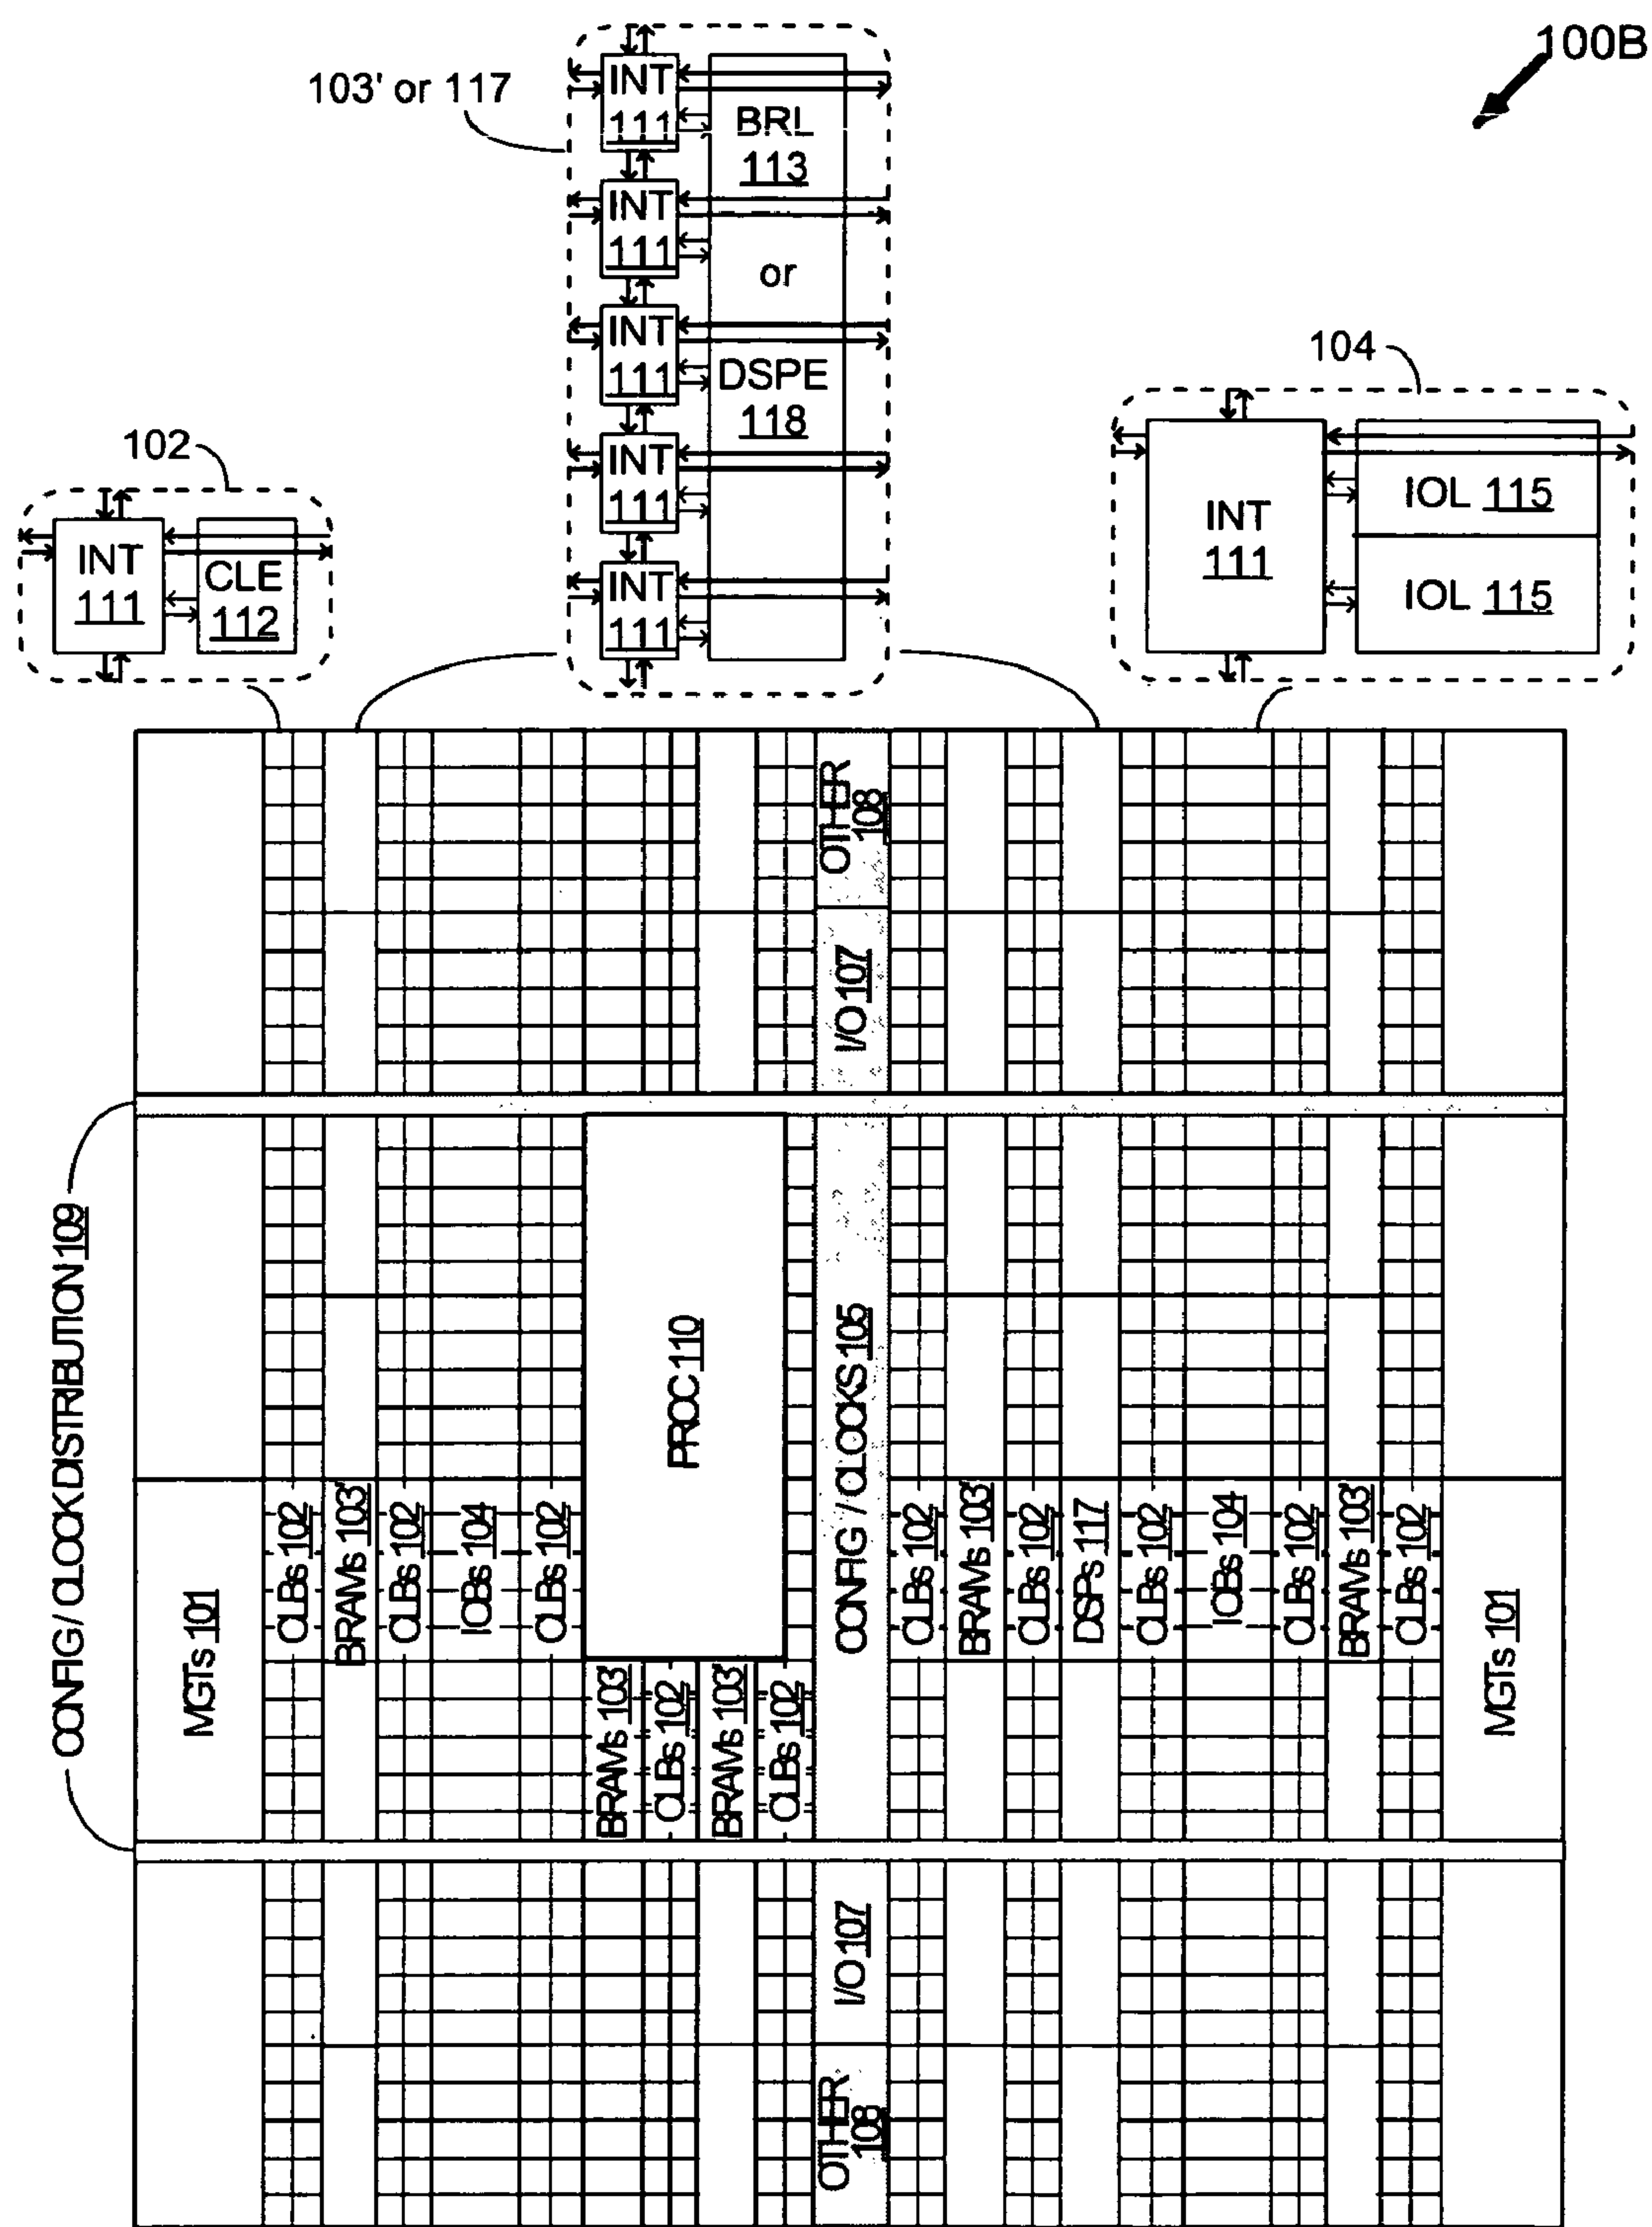 100B
103' or 117
INT
111
INT
111
INT
111
INT
111
INT
111
BRL
113
or
DSPE
118
104
INT
111
IOL 115
IOL 115
102
INT
111
CLE
112
OTHER
108
I/O 107
CONFIG / CLOCK DISTRIBUTION 109
PROC 110
CONFIG / CLOCKS 105
MGTs 101
CLBs 102
BRAMs 103'
CLBs 102
IOBs 104
CLBs 102
BRAMs 103'
CLBs 102
BRAMs 103'
CLBs 102
CLBs 102
BRAMs 103'
CLBs 102
DSPs 117
CLBs 102
IOBs 104
CLBs 102
BRAMs 103'
CLBs 102
MGTs 101
I/O 107
OTHER
108